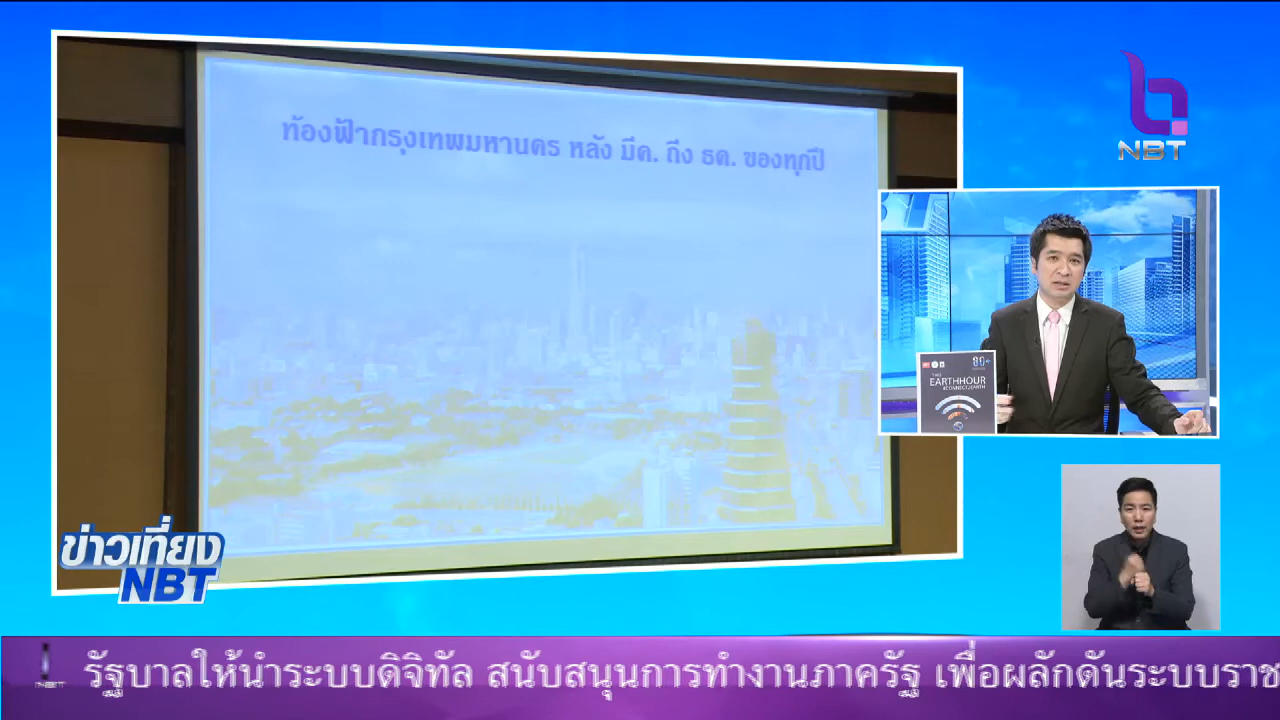 ท้องฟ้ากรุงเทพมหานคร หลัง มีค. ถึง ธค. ของทุกปี
NBT
EARTHHOUR
#CONNECT2EARTH
ข่าวเที่ยง
NBT
NBT
รัฐบาลให้นำระบบดิจิทัล สนับสนุนการทำงานภาครัฐ เพื่อผลักดันระบบราช